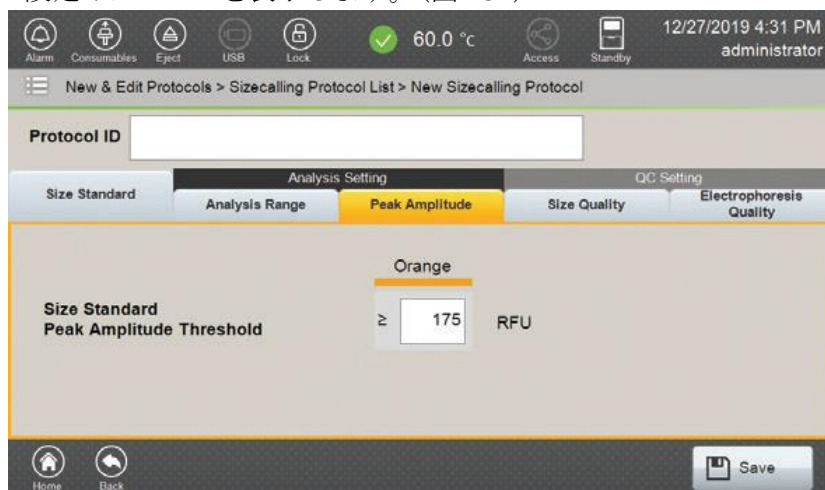 60.0 °c
12/27/2019 4:31 PM
Alarm Consumables Eject USB Lock Access Standby administrator
New & Edit Protocols > Sizecalling Protocol List > New Sizecalling Protocol
Protocol ID
Analysis Setting QC Setting
Size Standard Analysis Range Peak Amplitude Size Quality Electrophoresis Quality
Orange
Size Standard
Peak Amplitude Threshold ≥ 175 RFU
Home Back Save